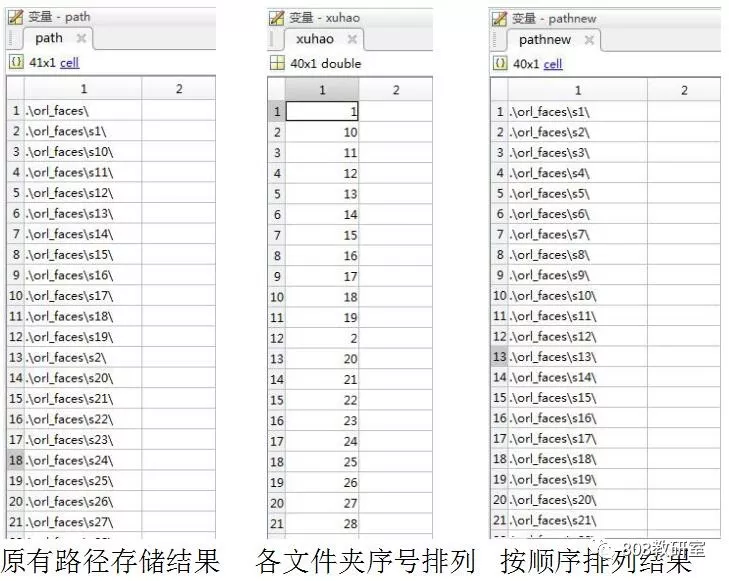 变量 - path
path
41x1 cell
1 2
1 .\orl_faces\
2 .\orl_faces\s1\
3 .\orl_faces\s10\
4 .\orl_faces\s11\
5 .\orl_faces\s12\
6 .\orl_faces\s13\
7 .\orl_faces\s14\
8 .\orl_faces\s15\
9 .\orl_faces\s16\
10 .\orl_faces\s17\
11 .\orl_faces\s18\
12 .\orl_faces\s19\
13 .\orl_faces\s2\
14 .\orl_faces\s20\
15 .\orl_faces\s21\
16 .\orl_faces\s22\
17 .\orl_faces\s23\
18 .\orl_faces\s24\
19 .\orl_faces\s25\
20 .\orl_faces\s26\
21 .\orl_faces\s27\
原有路径存储结果
变量 - xuhao
xuhao
40x1 double
1 2
1 1
2 10
3 11
4 12
5 13
6 14
7 15
8 16
9 17
10 18
11 19
12 2
13 20
14 21
15 22
16 23
17 24
18 25
19 26
20 27
21 28
各文件夹序号排列
变量 - pathnew
pathnew
40x1 cell
1 2
1 .\orl_faces\s1\
2 .\orl_faces\s2\
3 .\orl_faces\s3\
4 .\orl_faces\s4\
5 .\orl_faces\s5\
6 .\orl_faces\s6\
7 .\orl_faces\s7\
8 .\orl_faces\s8\
9 .\orl_faces\s9\
10 .\orl_faces\s10\
11 .\orl_faces\s11\
12 .\orl_faces\s12\
13 .\orl_faces\s13\
14 .\orl_faces\s14\
15 .\orl_faces\s15\
16 .\orl_faces\s16\
17 .\orl_faces\s17\
18 .\orl_faces\s18\
19 .\orl_faces\s19\
20 .\orl_faces\s20\
21 .\orl_faces\s21\
808教研室
按顺序排列结果